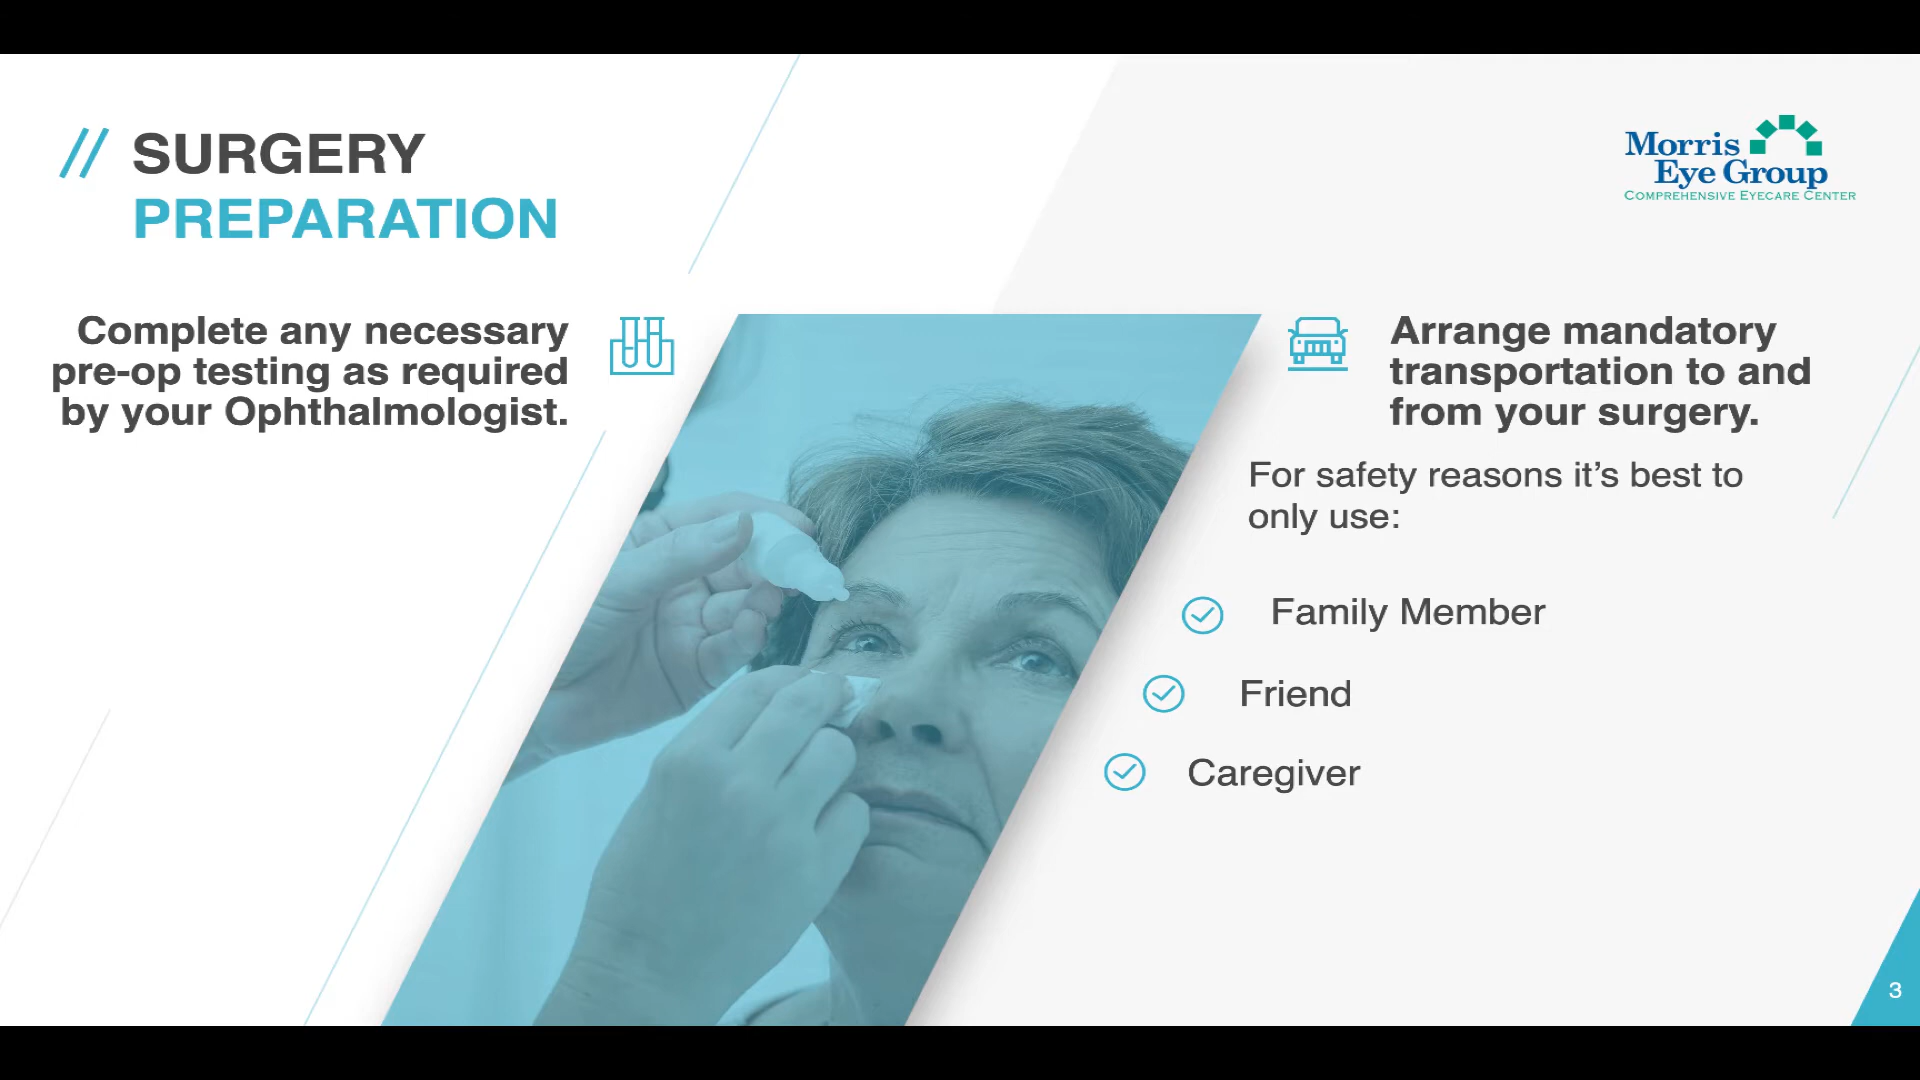 SURGERY
PREPARATION
Morris
Eye Group
COMPREHENSIVE EYECARE CENTER
Complete any necessary
pre-op testing as required
by your Ophthalmologist.
Arrange mandatory
transportation to and
from your surgery.
For safety reasons it’s best to
only use:
Family Member
Friend
Caregiver
3